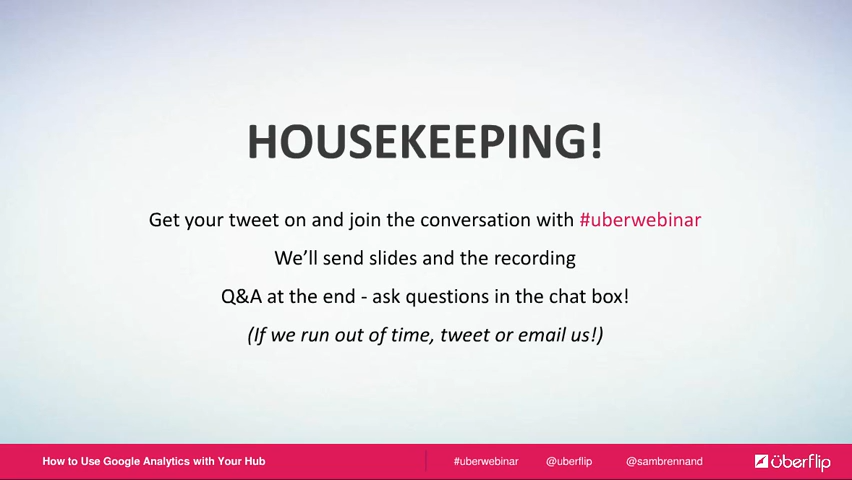 HOUSEKEEPING!
Get your tweet on and join the conversation with #uberwebinar
We'll send slides and the recording
Q&A at the end - ask questions in the chat box!
(If we run out of time, tweet or email us!)
How to Use Google Analytics with Your Hub
#uberwebinar @uberflip @sambrennand
überflip